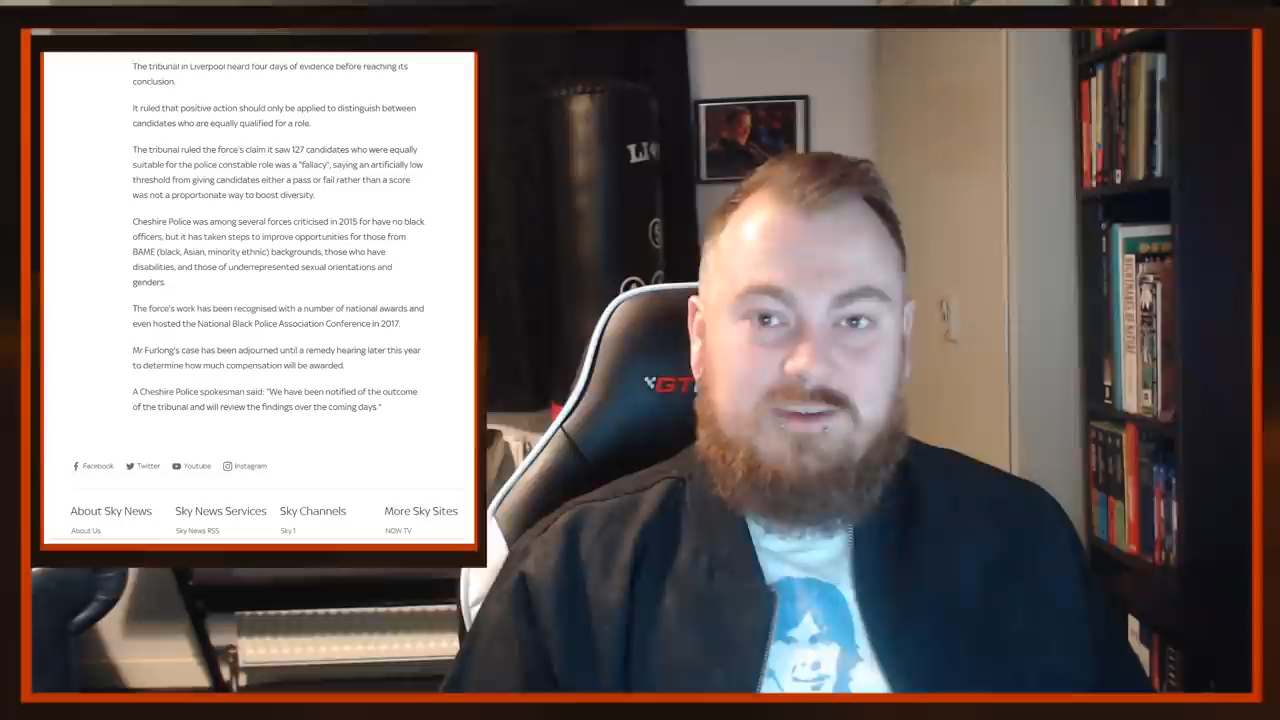 The tribunal in Liverpool heard four days of evidence before reaching its
conclusion.
It ruled that positive action should only be applied to distinguish between
candidates who are equally qualified for a role.
The tribunal ruled the force's claim it saw 127 candidates who were equally
suitable for the police constable role was a "fallacy", saying an artificially low
threshold from giving candidates either a pass or fail rather than a score
was not a proportionate way to boost diversity.
Cheshire Police was among several forces criticised in 2015 for have no black
officers, but it has taken steps to improve opportunities for those from
BAME (black, Asian, minority ethnic) backgrounds, those who have
disabilities, and those of underrepresented sexual orientations and
genders.
The force's work has been recognised with a number of national awards and
even hosted the National Black Police Association Conference in 2017.
Mr Furlong's case has been adjourned until a remedy hearing later this year
to determine how much compensation will be awarded.
A Cheshire Police spokesman said: "We have been notified of the outcome
of the tribunal and will review the findings over the coming days."
Facebook Twitter Youtube Instagram
About Sky News Sky News Services Sky Channels More Sky Sites
About Us Sky News RSS Sky 1 NOW TV
GT